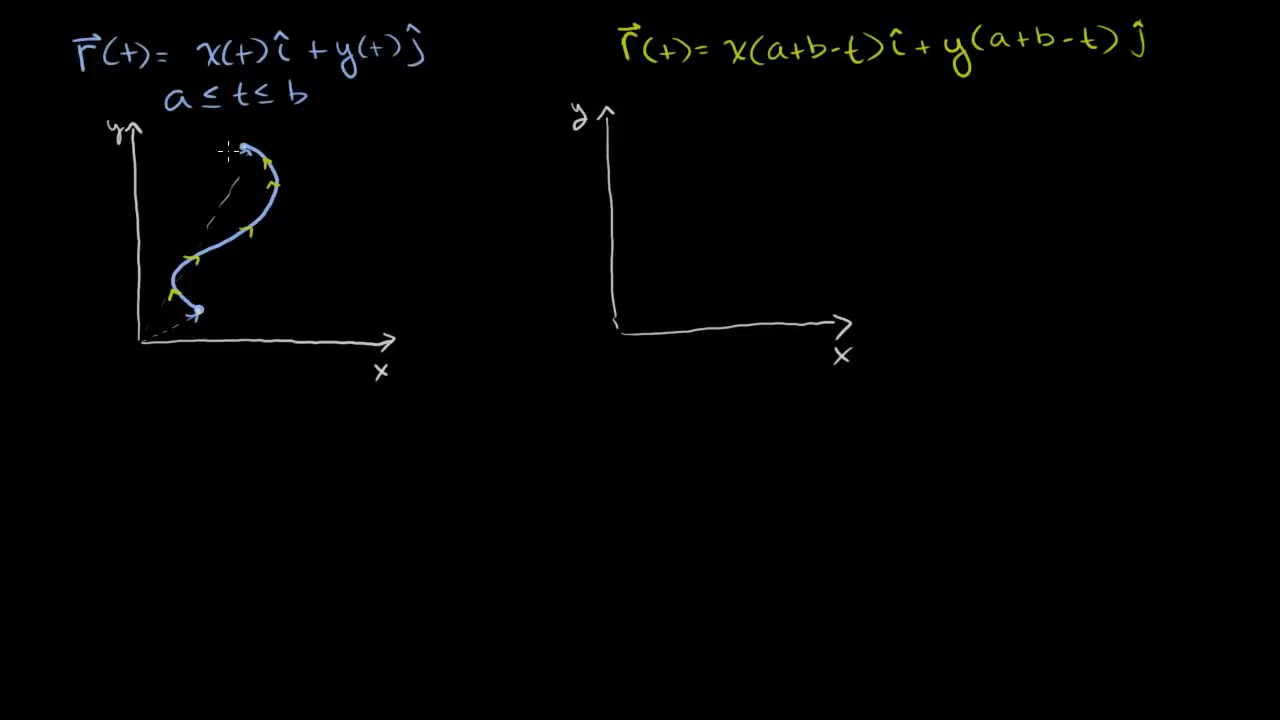 r⃗(t) = x(t) î + y(t) ĵ
a ≤ t ≤ b
y
x
r⃗(t) = x(a+b-t) î + y(a+b-t) ĵ
y
x